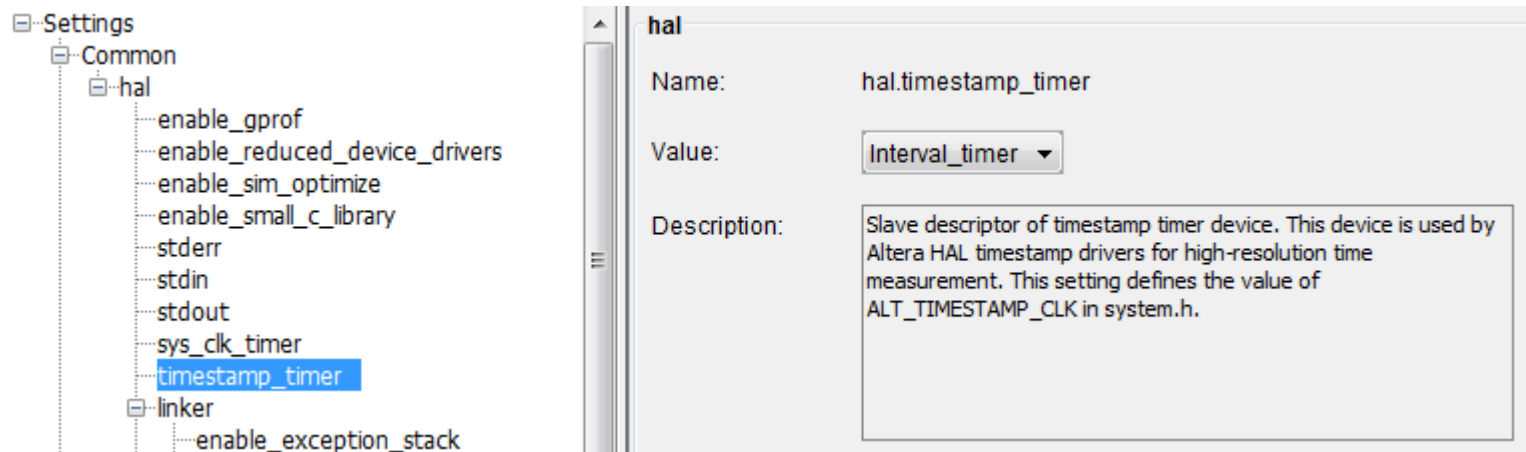 Settings
Common
hal
enable_gprof
enable_reduced_device_drivers
enable_sim_optimize
enable_small_c_library
stderr
stdin
stdout
sys_clk_timer
timestamp_timer
linker
enable_exception_stack
hal
Name: hal.timestamp_timer
Value: Interval_timer
Description: Slave descriptor of timestamp timer device. This device is used by
Altera HAL timestamp drivers for high-resolution time
measurement. This setting defines the value of
ALT_TIMESTAMP_CLK in system.h.